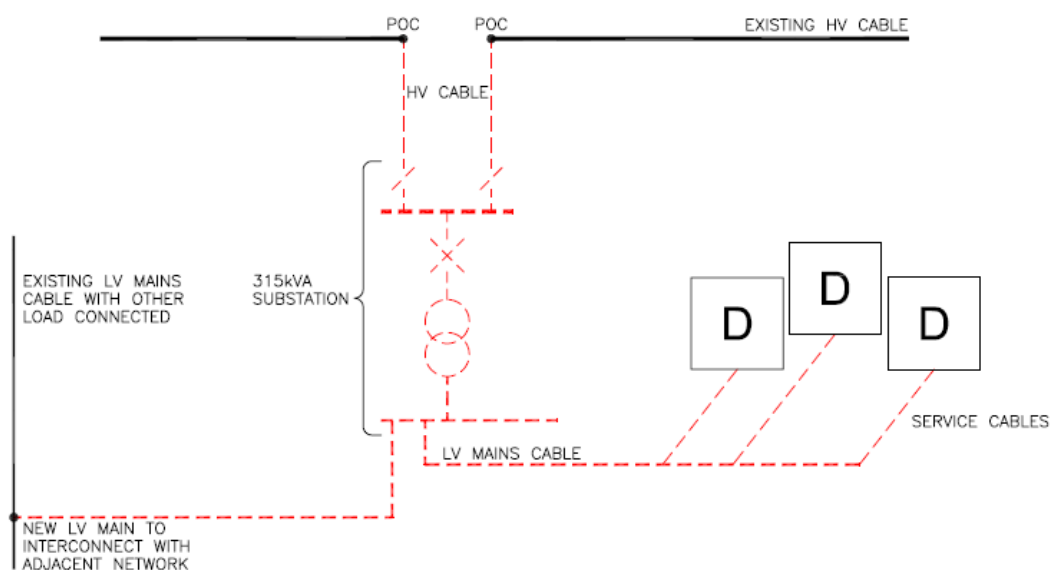 POC
POC
EXISTING HV CABLE
HV CABLE
EXISTING LV MAINS
CABLE WITH OTHER
LOAD CONNECTED
315kVA
SUBSTATION
D
D
D
SERVICE CABLES
LV MAINS CABLE
NEW LV MAIN TO
INTERCONNECT WITH
ADJACENT NETWORK